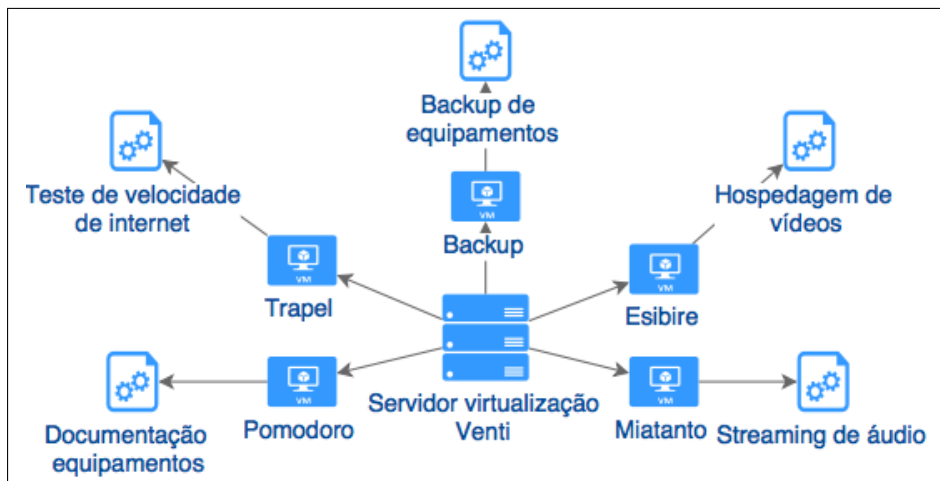 Backup de
equipamentos
Teste de velocidade
de internet
Hospedagem de
vídeos
VM
Backup
VM
Trapel
VM
Esibire
VM
Pomodoro
Servidor virtualização
Venti
VM
Miatanto
Documentação
equipamentos
Streaming de áudio